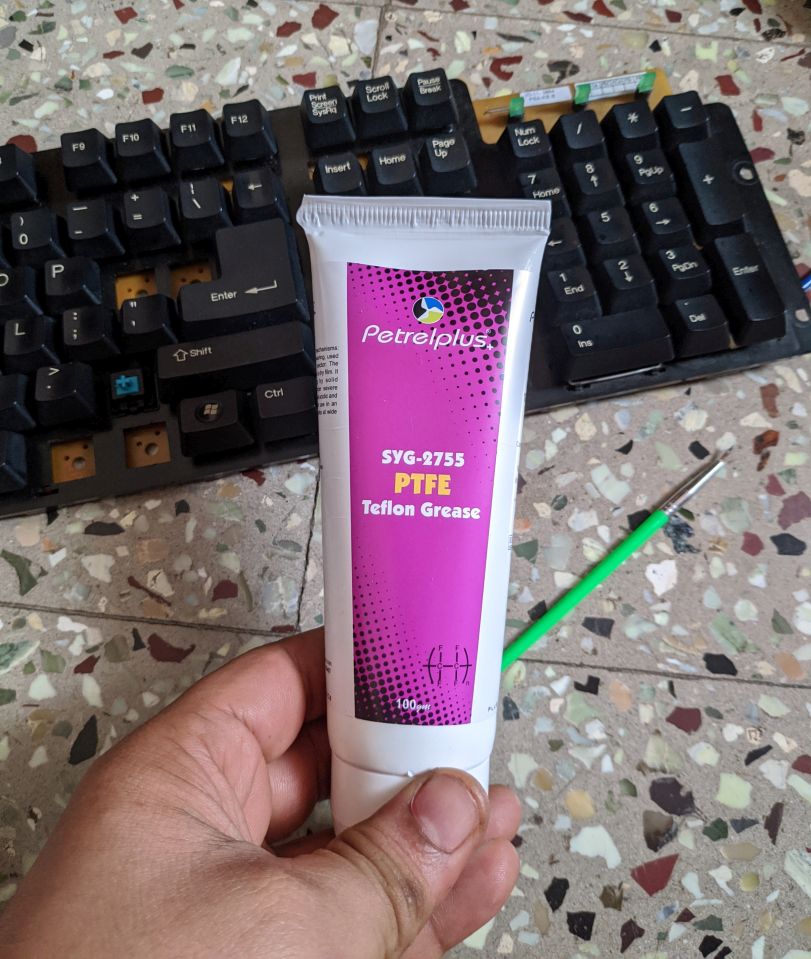 Print
Screen
SysRq
Scroll
Lock
Pause
Break
F9
F10
F11
F12
Insert
Home
Page
Up
Num
Lock
/
*
−
7
Home
8
↑
9
PgUp
+
)
0
_
-
+
=
|
\
←
←
5
6
→
P
Enter
1
End
2
↓
3
PgDn
Enter
L
:
;
"
'
Shift
0
Ins
Del
Ctrl
Petrelplus
SYG-2755
PTFE
Teflon Grease
F F
C C
n
100gm